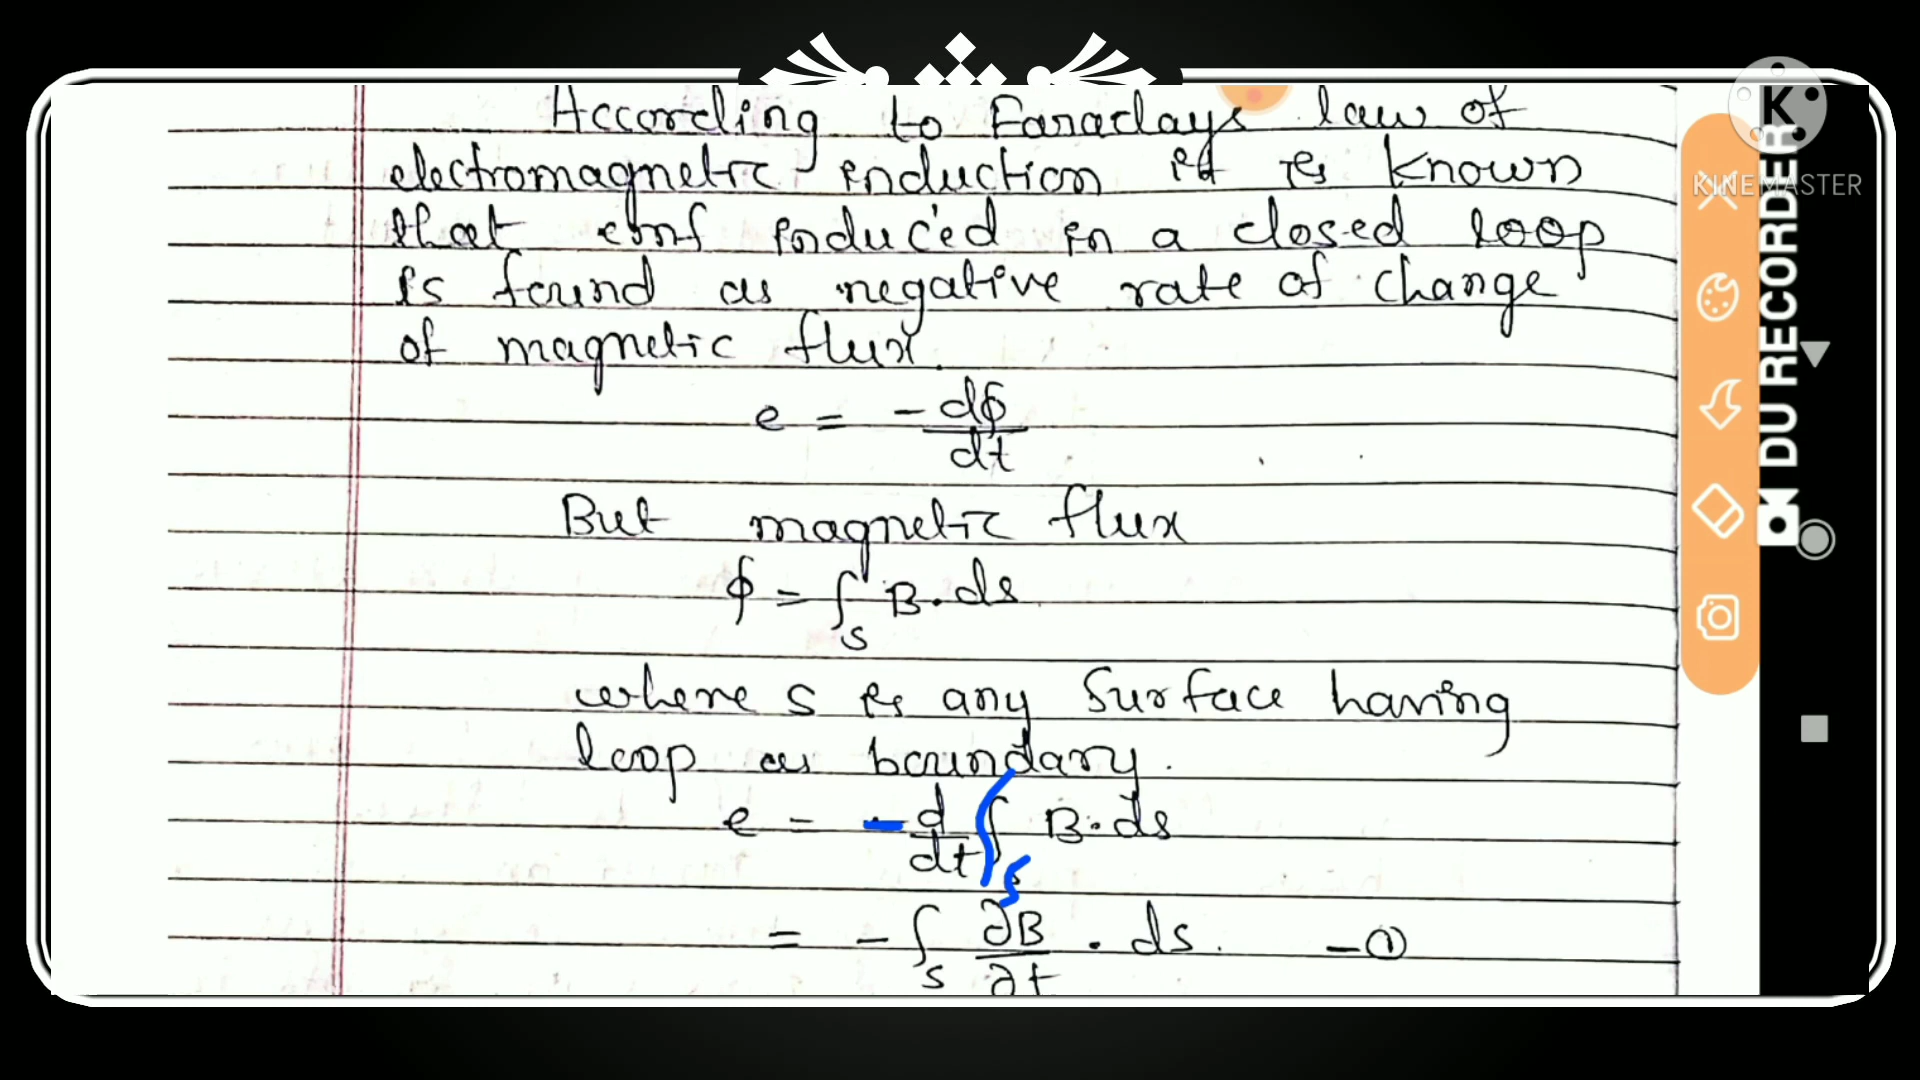 According to Faradays law of
electromagnetic induction it is known
that emf induced in a closed loop
is found as negative rate of change
of magnetic flux.
e = -dϕ/dt
But magnetic flux
ϕ = ∫S B.ds
where S is any Surface having
loop as boundary.
e = -d/dt ∫S B.ds
= -∫S ∂B/∂t . ds. -①
KINEMASTER
DU RECORDER